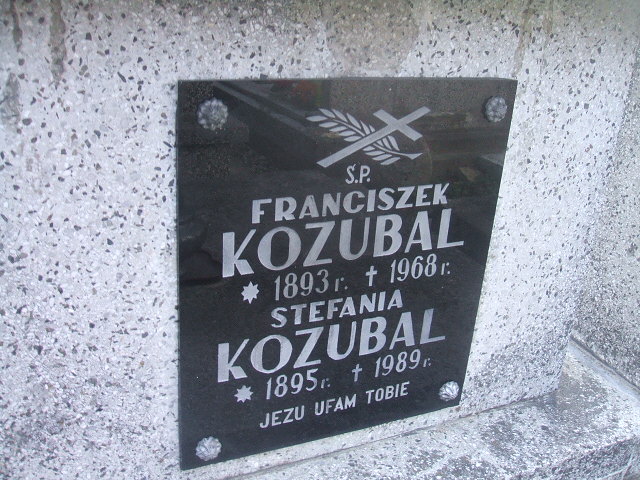 Ś.P.
FRANCISZEK
KOZUBAL
* 1893 r. † 1968 r.
STEFANIA
KOZUBAL
* 1895 r. † 1989 r.
JEZU UFAM TOBIE